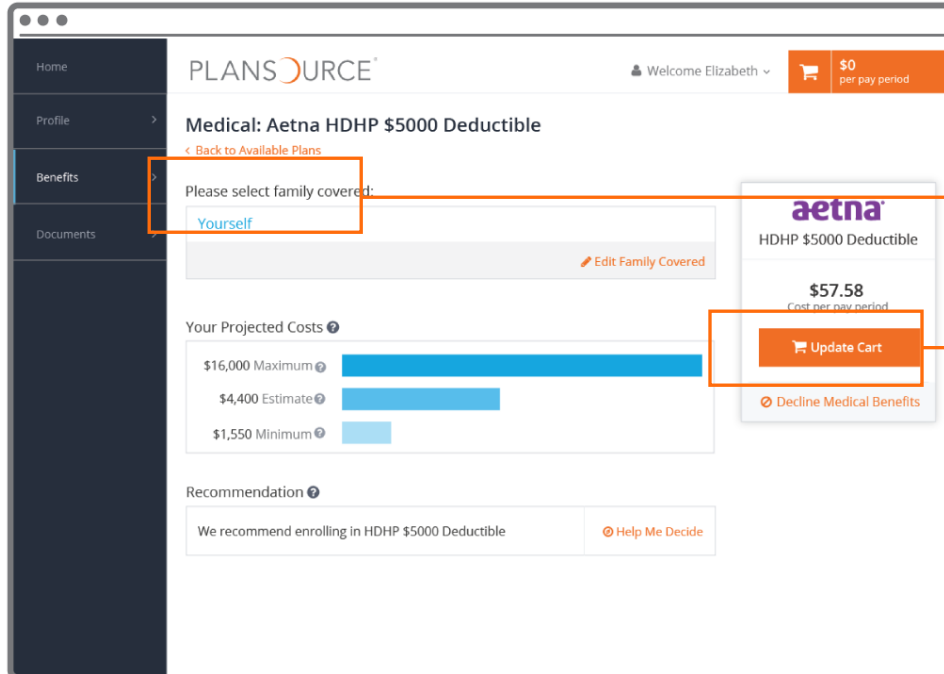 Home
Profile
Benefits
Documents
PLANSOURCE
Welcome Elizabeth
$0
per pay period
Medical: Aetna HDHP $5000 Deductible
Back to Available Plans
Please select family covered:
Yourself
Edit Family Covered
Your Projected Costs
$16,000 Maximum
$4,400 Estimate
$1,550 Minimum
Recommendation
We recommend enrolling in HDHP $5000 Deductible
Help Me Decide
aetna
HDHP $5000 Deductible
$57.58
Cost per pay period
Update Cart
Decline Medical Benefits